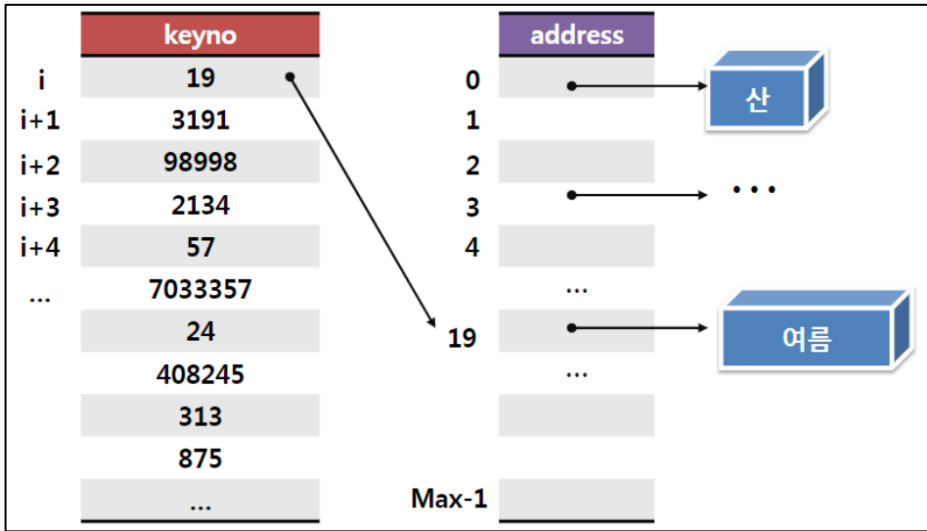 keyno
i 19
i+1 3191
i+2 98998
i+3 2134
i+4 57
... 7033357
24
408245
313
875
...
address
0
1
2
3
4
...
19
...
Max-1
산
...
여름